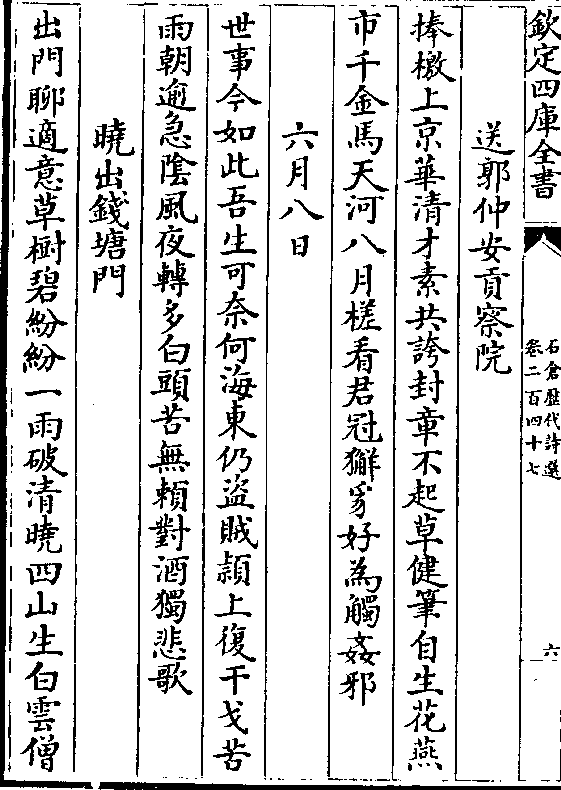 欽定四庫全書
石倉歷代詩選
卷二百四十七
六
送郭仲安貢察院
捧檄上京華清才素共誇封章不起草健筆自生花燕
市千金馬天河八月槎看君冠獬豸好為觸姦邪
六月八日
世事今如此吾生可奈何海東仍盜賊潁上復干戈苦
雨朝逾急陰風夜轉多白頭苦無賴對酒獨悲歌
曉出錢塘門
出門聊適意草樹碧紛紛一雨破清曉四山生白雲僧